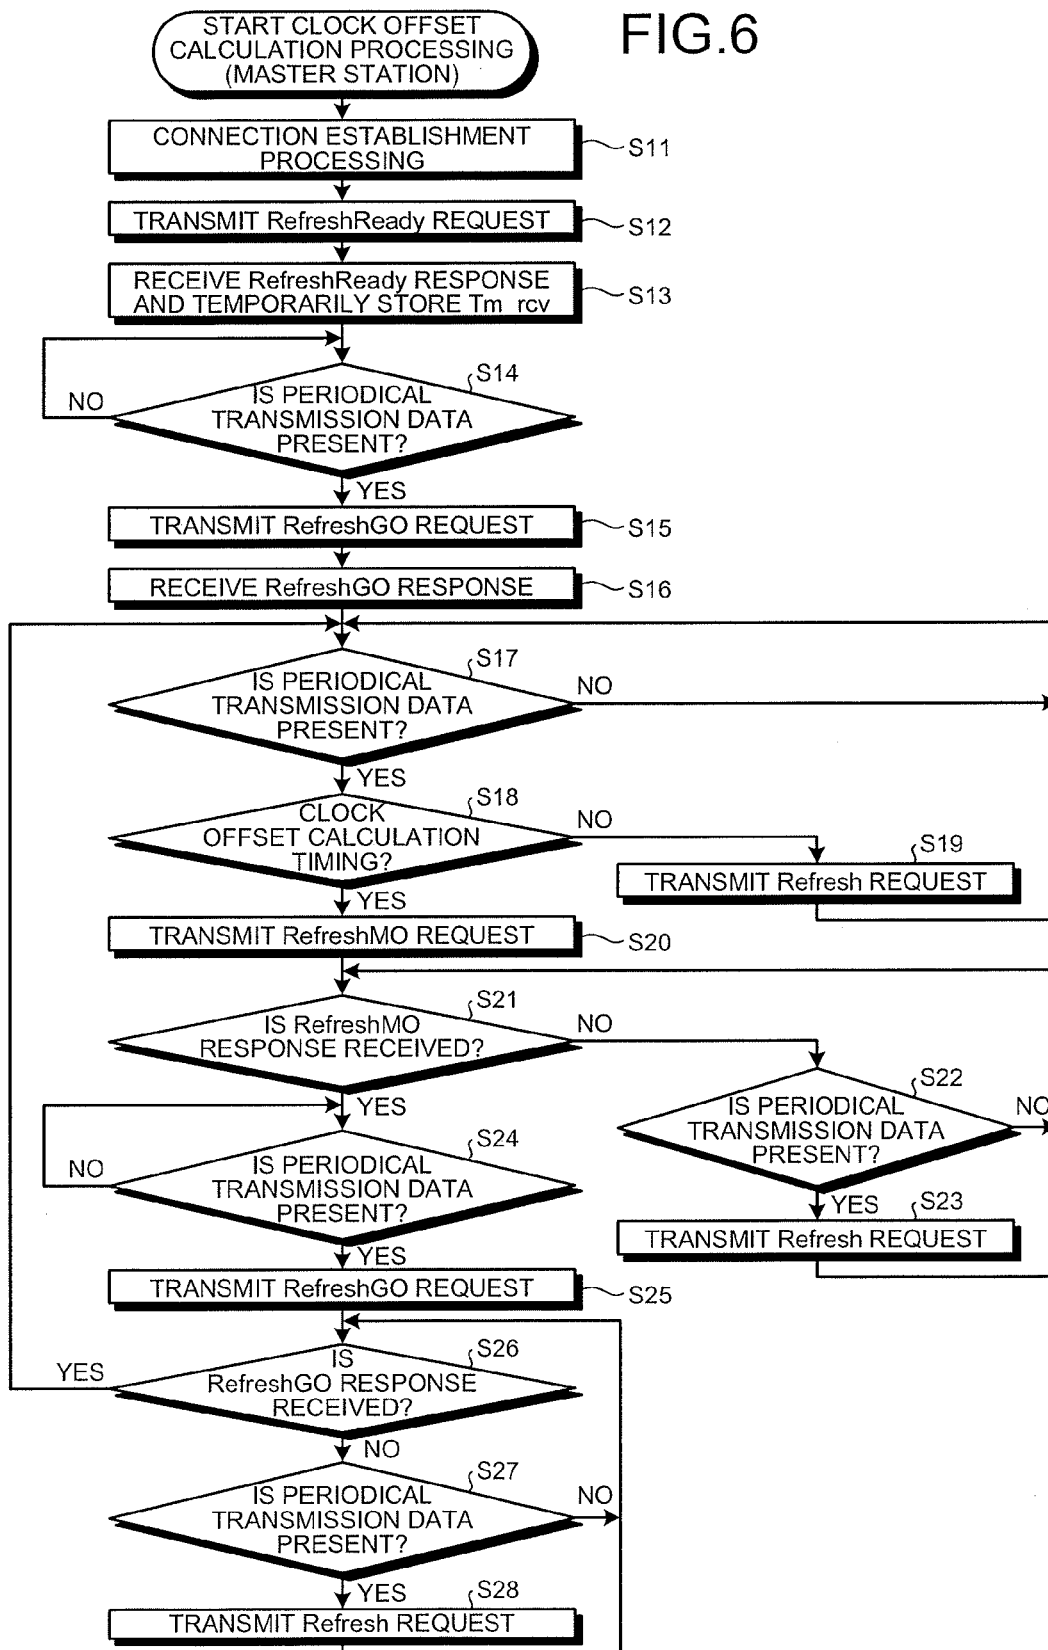 FIG.6
START CLOCK OFFSET
CALCULATION PROCESSING
(MASTER STATION)
CONNECTION ESTABLISHMENT
PROCESSING
S11
TRANSMIT RefreshReady REQUEST
S12
RECEIVE RefreshReady RESPONSE
AND TEMPORARILY STORE Tm_rcv
S13
S14
IS PERIODICAL
TRANSMISSION DATA
PRESENT?
NO
YES
TRANSMIT RefreshGO REQUEST
S15
RECEIVE RefreshGO RESPONSE
S16
S17
IS PERIODICAL
TRANSMISSION DATA
PRESENT?
NO
YES
S18
CLOCK
OFFSET CALCULATION
TIMING?
NO
YES
S19
TRANSMIT Refresh REQUEST
TRANSMIT RefreshMO REQUEST
S20
S21
IS RefreshMO
RESPONSE RECEIVED?
NO
YES
S22
IS PERIODICAL
TRANSMISSION DATA
PRESENT?
NO
YES
S23
TRANSMIT Refresh REQUEST
S24
IS PERIODICAL
TRANSMISSION DATA
PRESENT?
NO
YES
TRANSMIT RefreshGO REQUEST
S25
S26
IS
RefreshGO RESPONSE
RECEIVED?
YES
NO
S27
IS PERIODICAL
TRANSMISSION DATA
PRESENT?
NO
YES
S28
TRANSMIT Refresh REQUEST